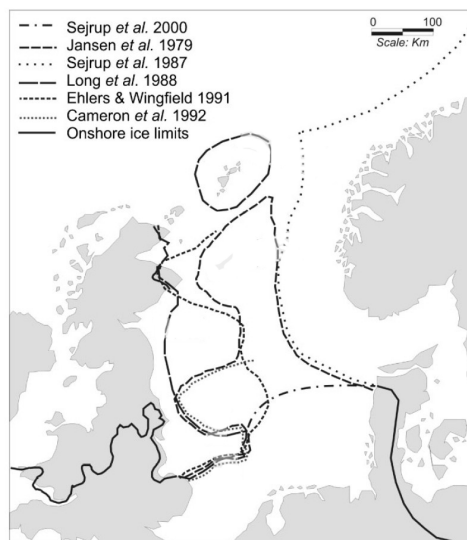 Sejrup et al. 2000
Jansen et al. 1979
Sejrup et al. 1987
Long et al. 1988
Ehlers & Wingfield 1991
Cameron et al. 1992
Onshore ice limits
0 100
Scale: Km